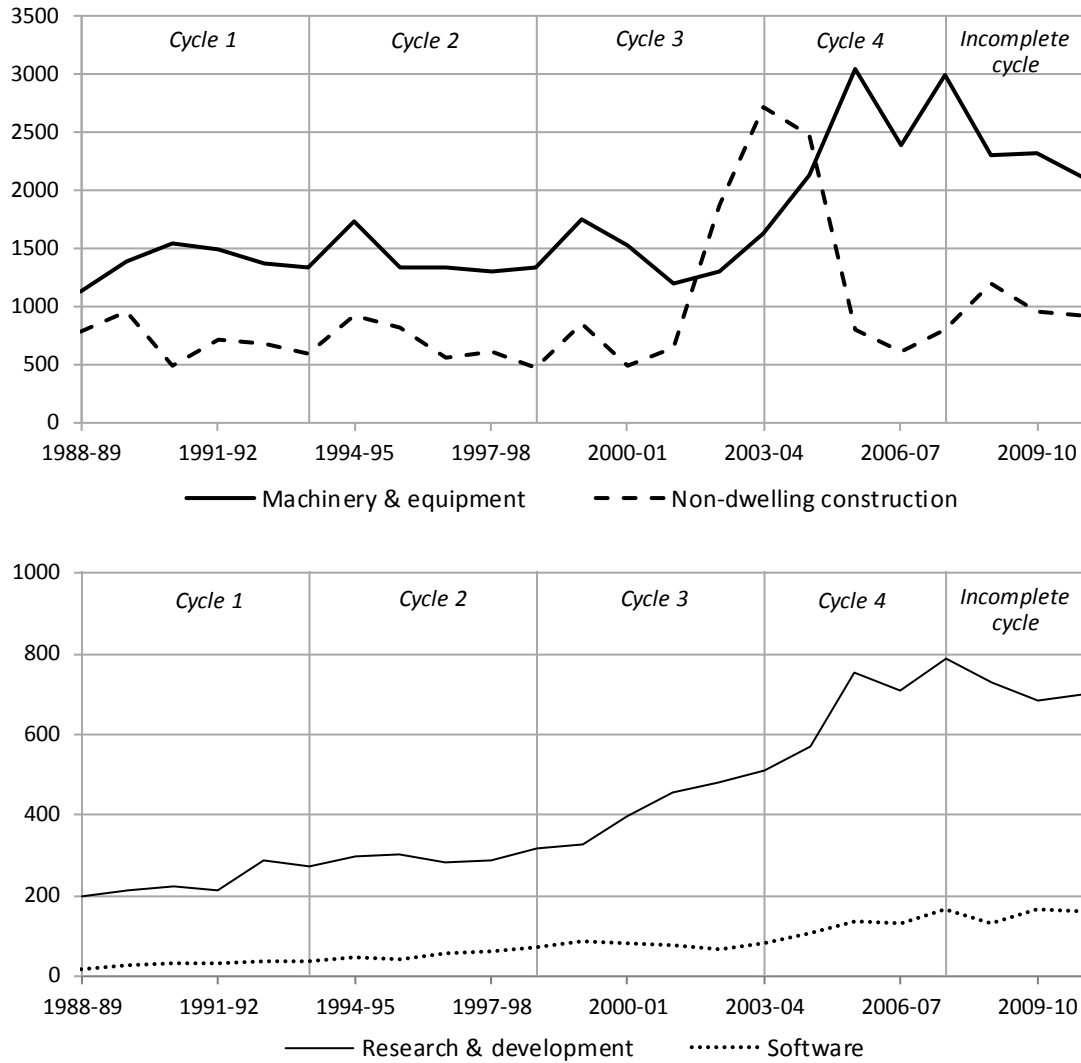 3500
Cycle 1 Cycle 2 Cycle 3 Cycle 4 Incomplete
cycle
3000
2500
2000
1500
1000
500
0
1988-89 1991-92 1994-95 1997-98 2000-01 2003-04 2006-07 2009-10
Machinery & equipment Non-dwelling construction
1000
Cycle 1 Cycle 2 Cycle 3 Cycle 4 Incomplete
cycle
800
600
400
200
0
1988-89 1991-92 1994-95 1997-98 2000-01 2003-04 2006-07 2009-10
Research & development Software